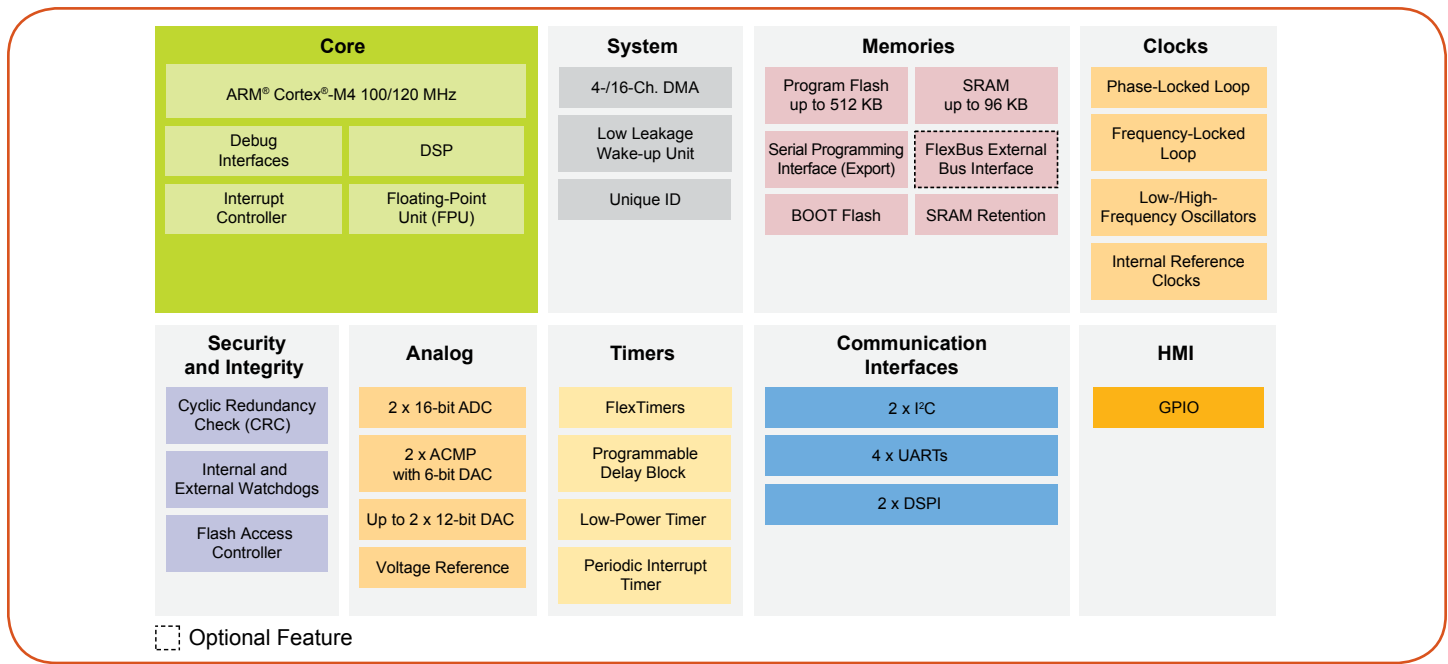 Core
ARM® Cortex®-M4 100/120 MHz
Debug
Interfaces
DSP
Interrupt
Controller
Floating-Point
Unit (FPU)
System
4-/16-Ch. DMA
Low Leakage
Wake-up Unit
Unique ID
Memories
Program Flash
up to 512 KB
SRAM
up to 96 KB
Serial Programming
Interface (Export)
FlexBus External
Bus Interface
BOOT Flash
SRAM Retention
Clocks
Phase-Locked Loop
Frequency-Locked
Loop
Low-/High-
Frequency Oscillators
Internal Reference
Clocks
Security
and Integrity
Cyclic Redundancy
Check (CRC)
Internal and
External Watchdogs
Flash Access
Controller
Analog
2 x 16-bit ADC
2 x ACMP
with 6-bit DAC
Up to 2 x 12-bit DAC
Voltage Reference
Timers
FlexTimers
Programmable
Delay Block
Low-Power Timer
Periodic Interrupt
Timer
Communication
Interfaces
2 x I²C
4 x UARTs
2 x DSPI
HMI
GPIO
Optional Feature